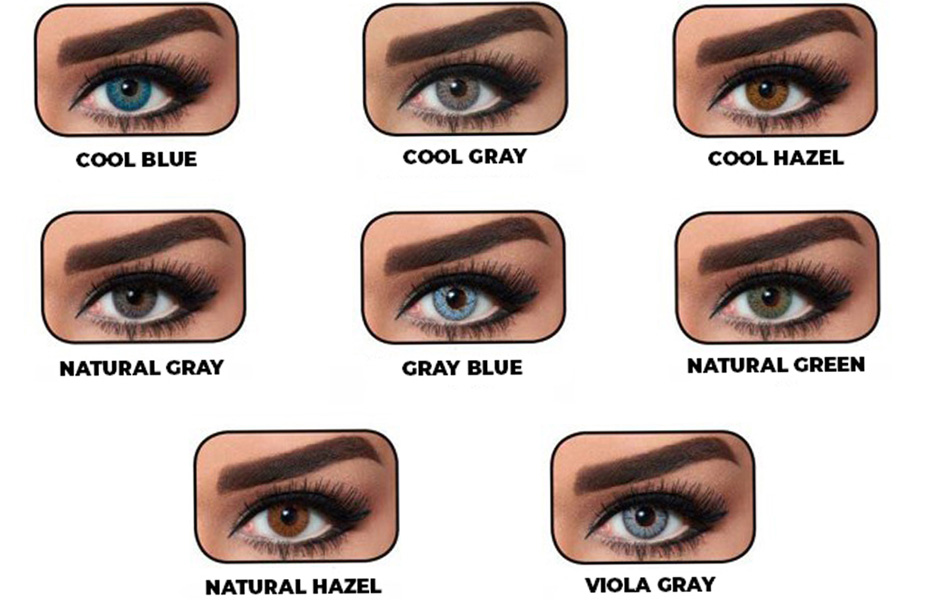 COOL BLUE
COOL GRAY
COOL HAZEL
NATURAL GRAY
GRAY BLUE
NATURAL GREEN
NATURAL HAZEL
VIOLA GRAY